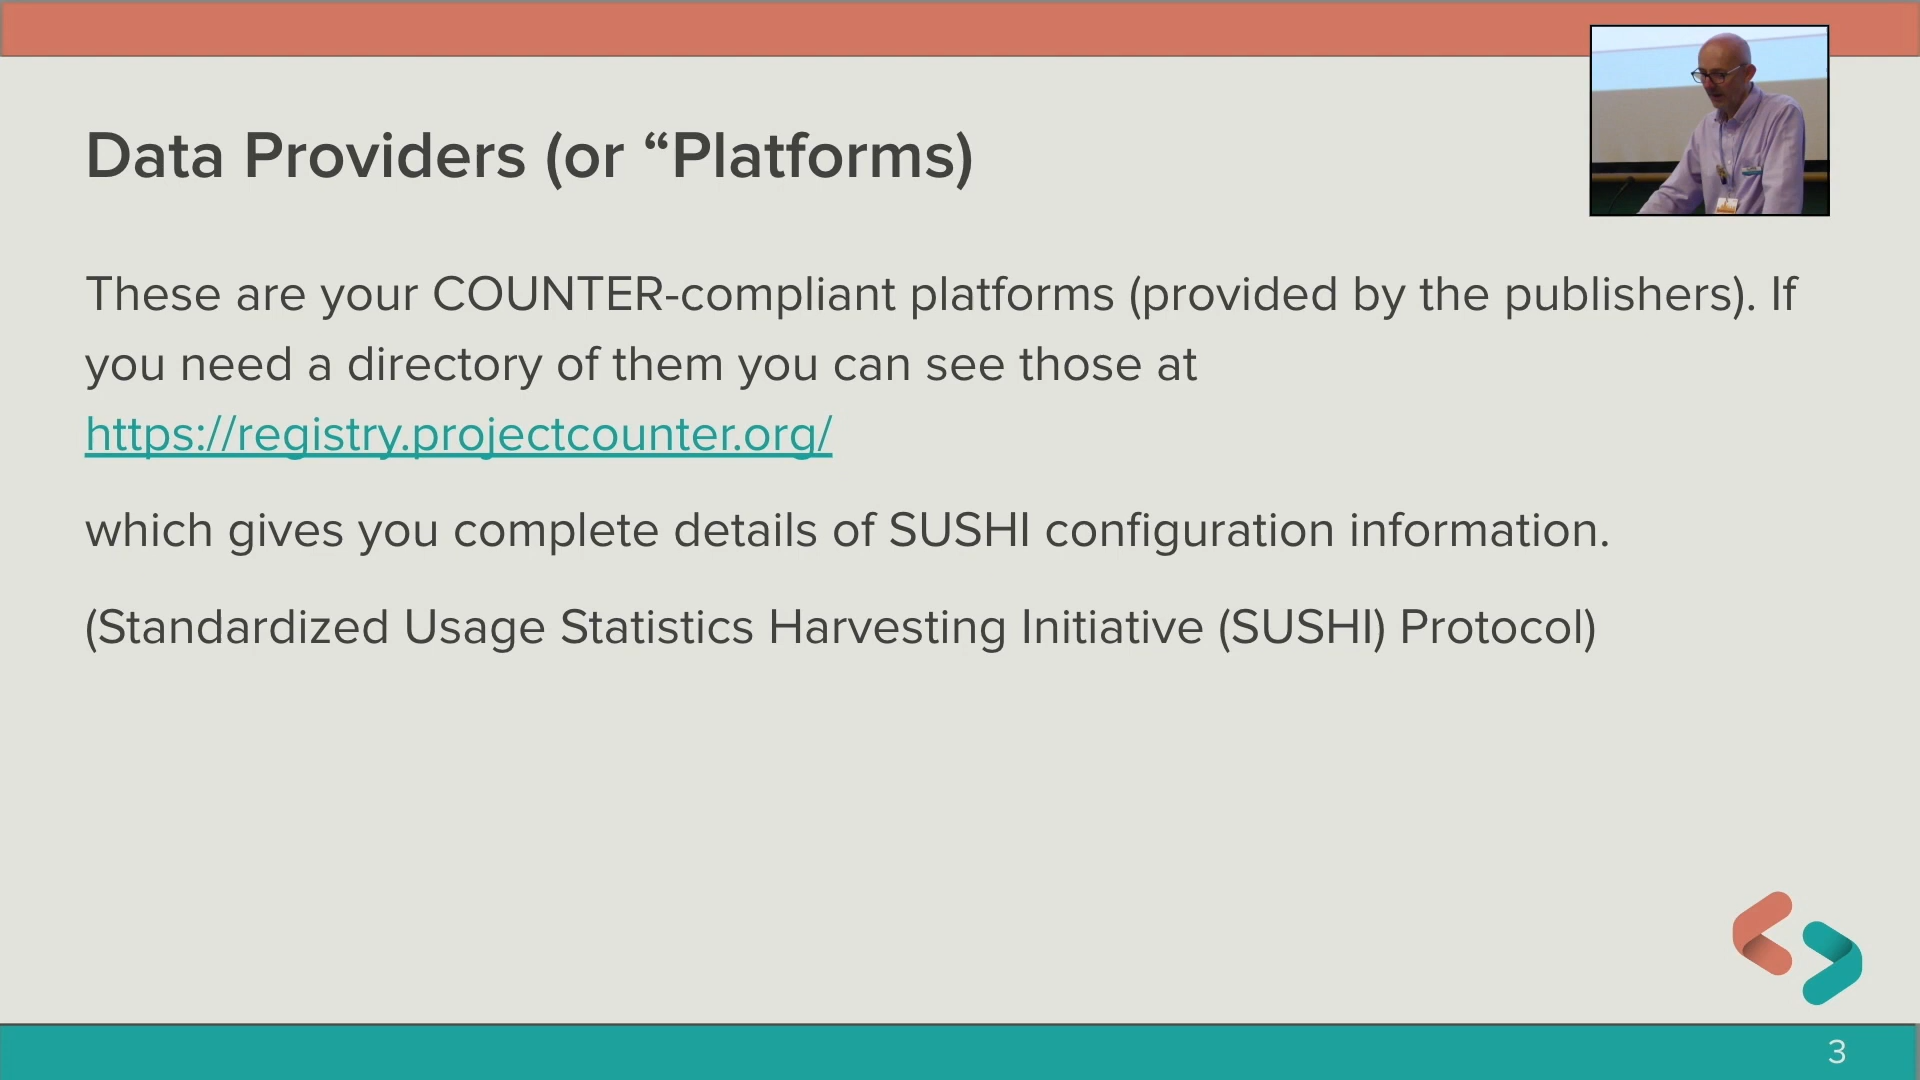 Data Providers (or “Platforms)
These are your COUNTER-compliant platforms (provided by the publishers). If
you need a directory of them you can see those at
https://registry.projectcounter.org/
which gives you complete details of SUSHI configuration information.
(Standardized Usage Statistics Harvesting Initiative (SUSHI) Protocol)
3